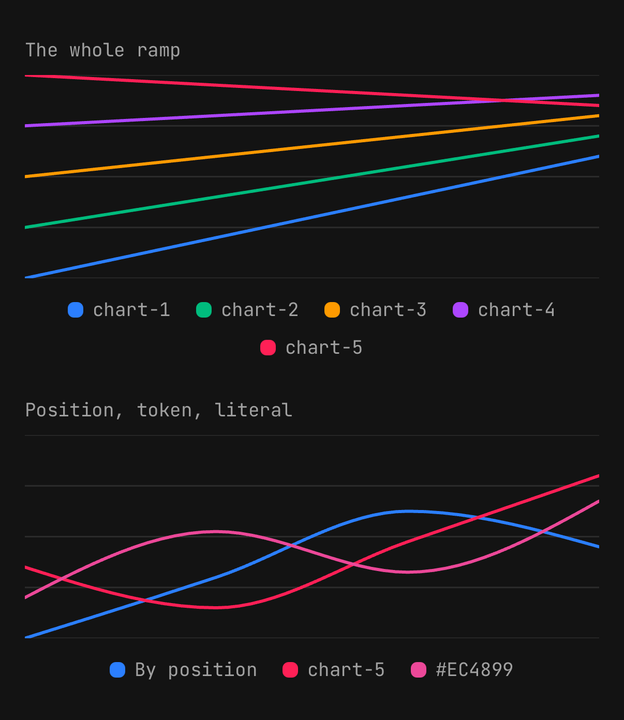 The whole ramp
chart-1 chart-2 chart-3 chart-4
chart-5
Position, token, literal
By position chart-5 #EC4899